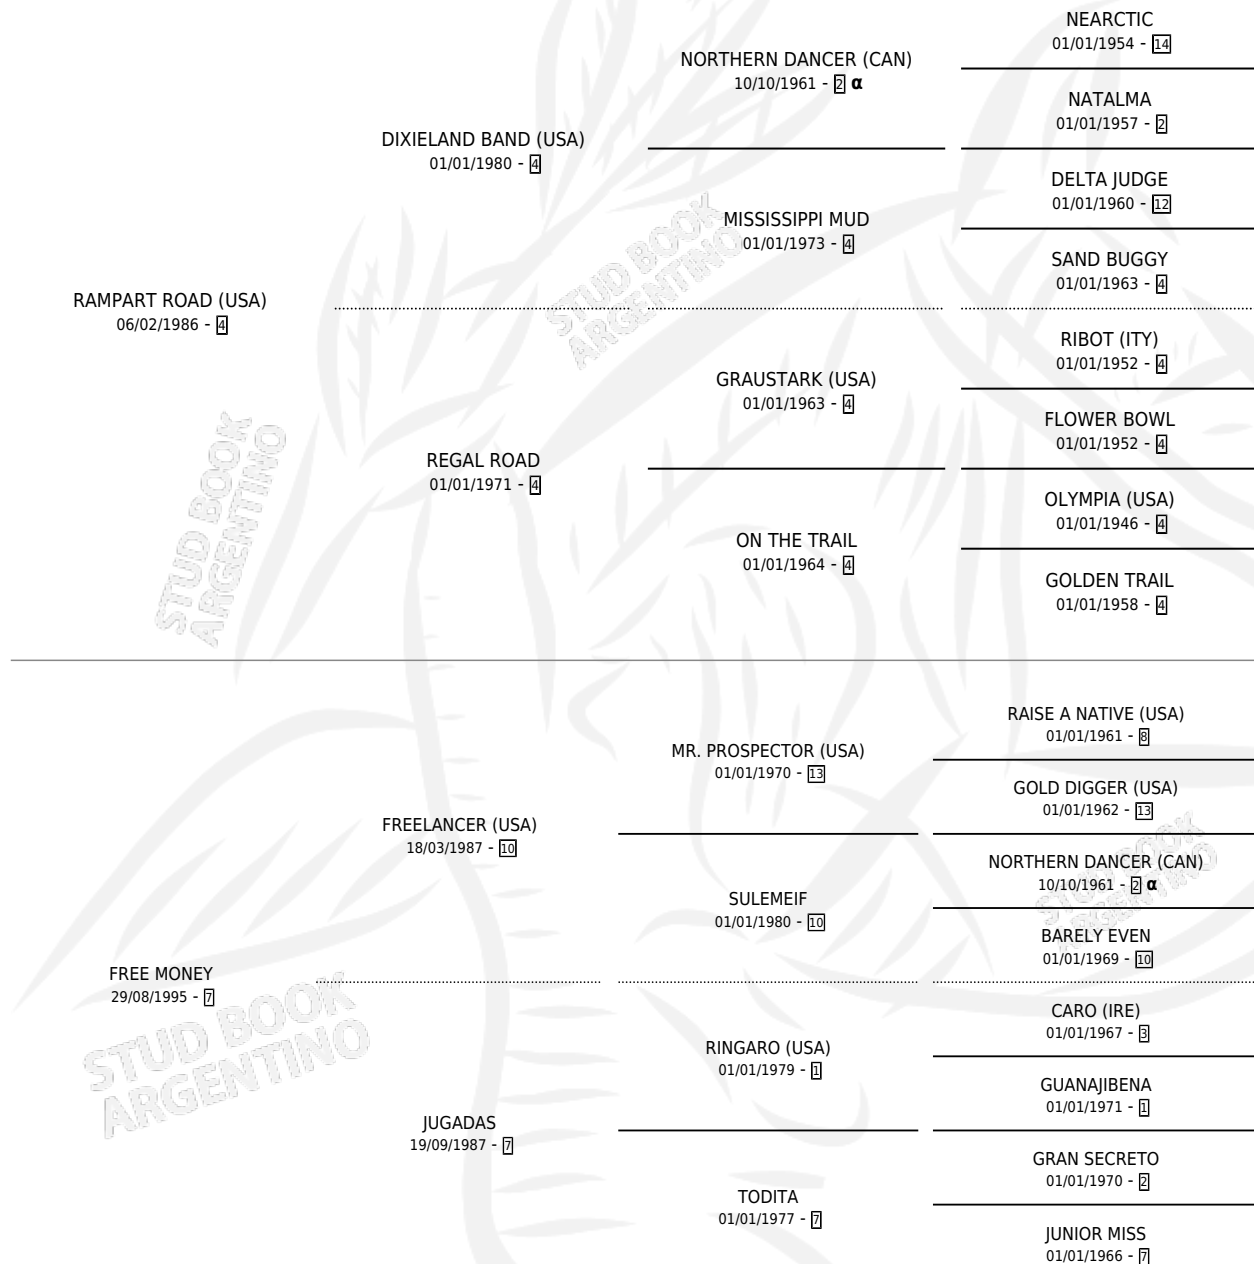 NEARCTIC
01/01/1954 - 14
NORTHERN DANCER (CAN)
10/10/1961 - 2 α
NATALMA
01/01/1957 - 2
DIXIELAND BAND (USA)
01/01/1980 - 4
DELTA JUDGE
01/01/1960 - 12
MISSISSIPPI MUD
01/01/1973 - 4
SAND BUGGY
01/01/1963 - 4
RAMPART ROAD (USA)
06/02/1986 - 4
RIBOT (ITY)
01/01/1952 - 4
GRAUSTARK (USA)
01/01/1963 - 4
FLOWER BOWL
01/01/1952 - 4
REGAL ROAD
01/01/1971 - 4
OLYMPIA (USA)
01/01/1946 - 4
ON THE TRAIL
01/01/1964 - 4
GOLDEN TRAIL
01/01/1958 - 4
RAISE A NATIVE (USA)
01/01/1961 - 8
MR. PROSPECTOR (USA)
01/01/1970 - 13
GOLD DIGGER (USA)
01/01/1962 - 13
FREELANCER (USA)
18/03/1987 - 10
NORTHERN DANCER (CAN)
10/10/1961 - 2 α
SULEMEIF
01/01/1980 - 10
BARELY EVEN
01/01/1969 - 10
FREE MONEY
29/08/1995 - 7
CARO (IRE)
01/01/1967 - 3
RINGARO (USA)
01/01/1979 - 1
GUANAJIBENA
01/01/1971 - 1
JUGADAS
19/09/1987 - 7
GRAN SECRETO
01/01/1970 - 2
TODITA
01/01/1977 - 7
JUNIOR MISS
01/01/1966 - 7
STUD BOOK
ARGENTINO
STUD BOOK
ARGENTINO
STUD BOOK
ARGENTINO
STUD BOOK
ARGENTINO